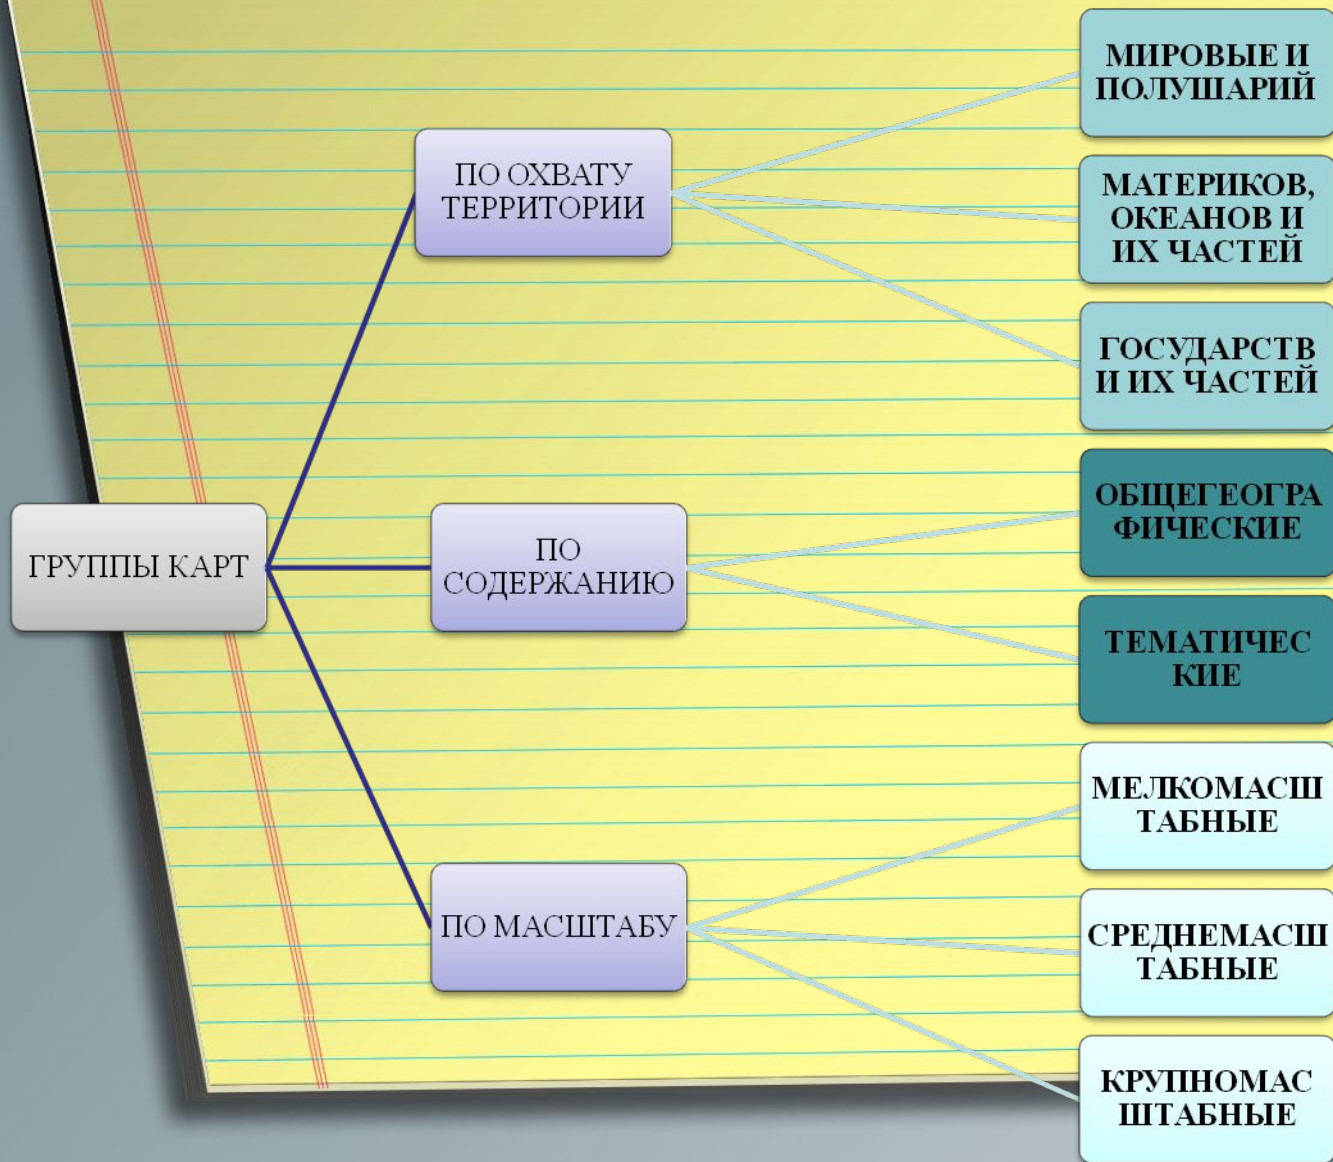 ГРУППЫ КАРТ
ПО ОХВАТУ
ТЕРРИТОРИИ
МИРОВЫЕ И
ПОЛУШАРИЙ
МАТЕРИКОВ,
ОКЕАНОВ И
ИХ ЧАСТЕЙ
ГОСУДАРСТВ
И ИХ ЧАСТЕЙ
ПО
СОДЕРЖАНИЮ
ОБЩЕГЕОГРА
ФИЧЕСКИЕ
ТЕМАТИЧЕС
КИЕ
ПО МАСШТАБУ
МЕЛКОМАСШ
ТАБНЫЕ
СРЕДНЕМАСШ
ТАБНЫЕ
КРУПНОМАС
ШТАБНЫЕ